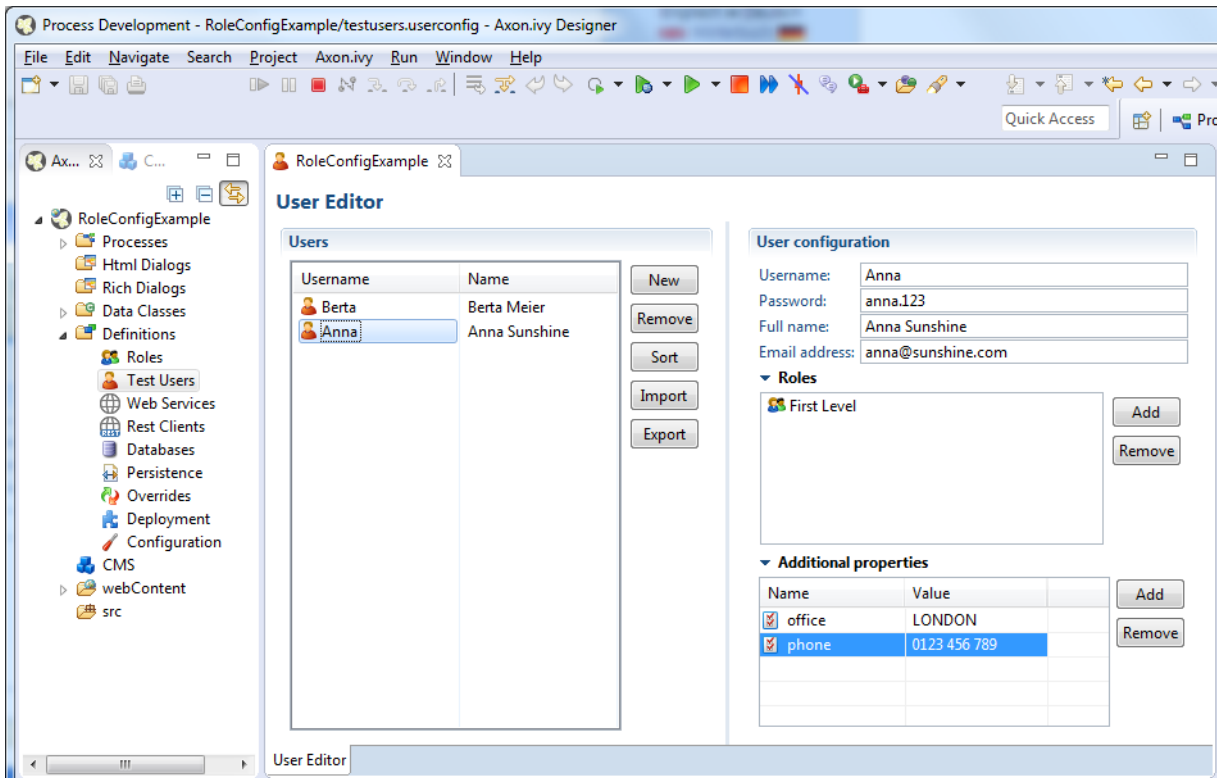 Process Development - RoleConfigExample/testusers.userconfig - Axon.ivy Designer
File Edit Navigate Search Project Axon.ivy Run Window Help
Quick Access
Pro
Ax...
C...
RoleConfigExample
RoleConfigExample
Processes
Html Dialogs
Rich Dialogs
Data Classes
Definitions
Roles
Test Users
Web Services
Rest Clients
REST
Databases
Persistence
Overrides
Deployment
Configuration
CMS
webContent
src
User Editor
Users
Username Name
Berta Berta Meier
Anna Anna Sunshine
New
Remove
Sort
Import
Export
User configuration
Username: Anna
Password: anna.123
Full name: Anna Sunshine
Email address: anna@sunshine.com
Roles
First Level
Add
Remove
Additional properties
Name Value
office LONDON
phone 0123 456 789
Add
Remove
User Editor